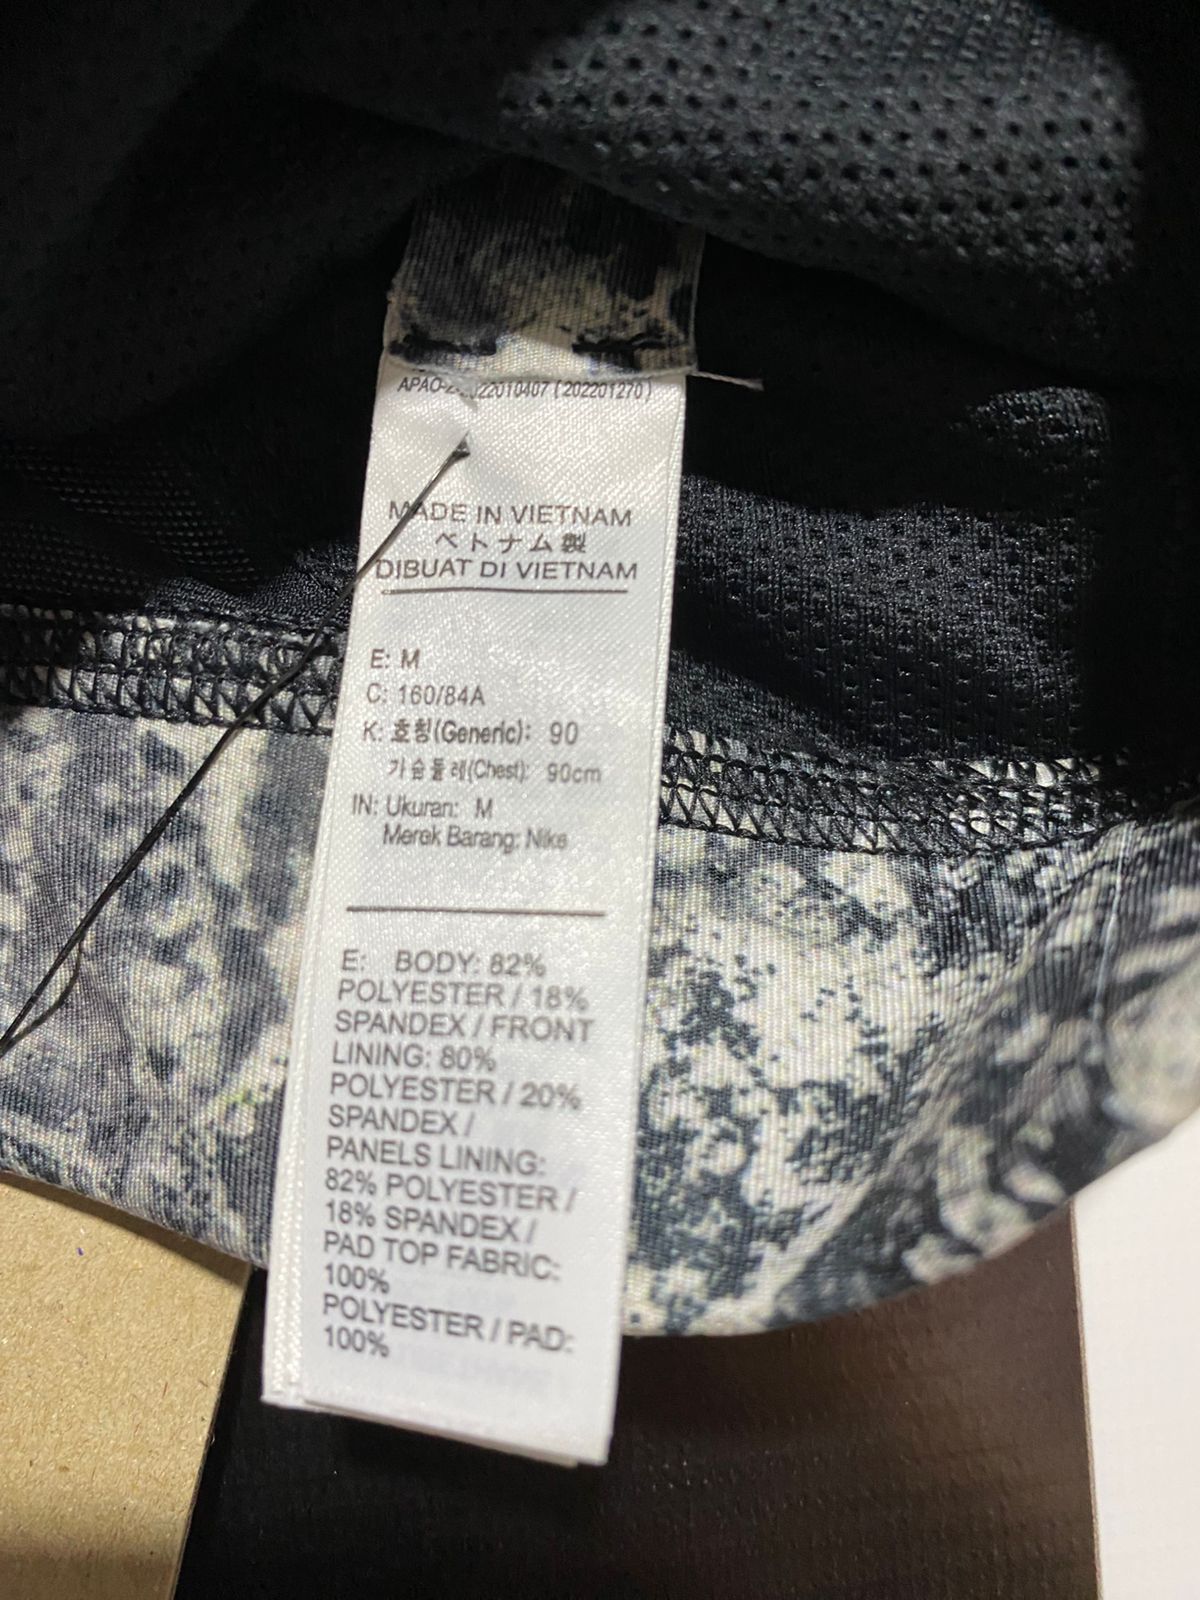 (202201270)
MADE IN VIETNAM
ベトナム製
DIBUAT DI VIETNAM
E: M
C: 160/84A
K: 호칭(Generic): 90
가슴둘레(Chest): 90cm
IN: Ukuran: M
Merek Barang: Nike
E: BODY: 82%
POLYESTER / 18%
SPANDEX / FRONT
LINING: 80%
POLYESTER / 20%
SPANDEX /
PANELS LINING:
82% POLYESTER /
18% SPANDEX /
PAD TOP FABRIC:
100%
POLYESTER / PAD:
100%